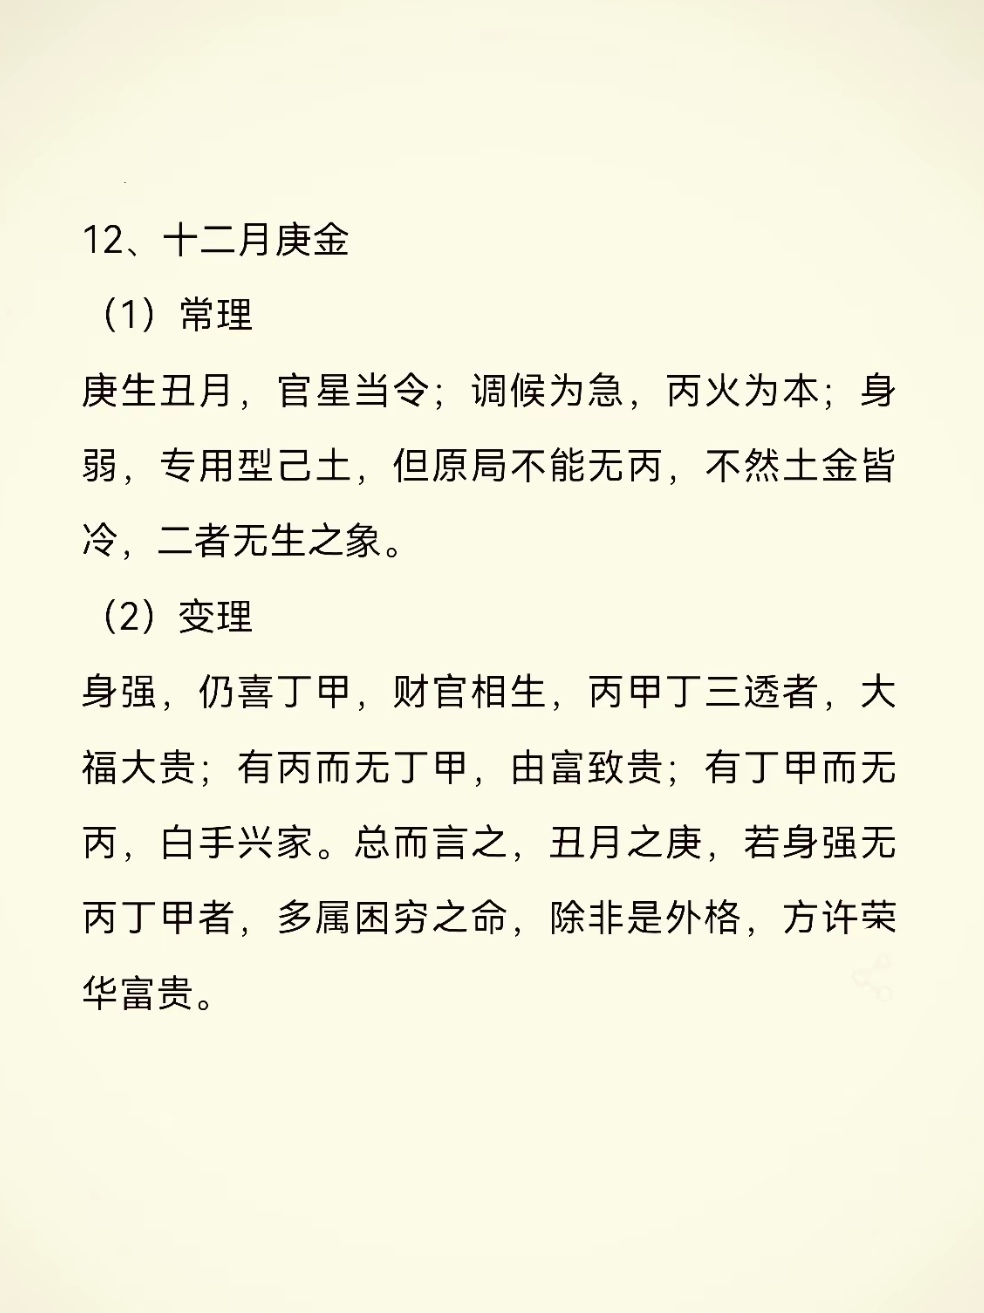 12、十二月庚金
（1）常理
庚生丑月，官星当令；调候为急，丙火为本；身
弱，专用型己土，但原局不能无丙，不然土金皆
冷，二者无生之象。
（2）变理
身强，仍喜丁甲，财官相生，丙甲丁三透者，大
福大贵；有丙而无丁甲，由富致贵；有丁甲而无
丙，白手兴家。总而言之，丑月之庚，若身强无
丙丁甲者，多属困穷之命，除非是外格，方许荣
华富贵。